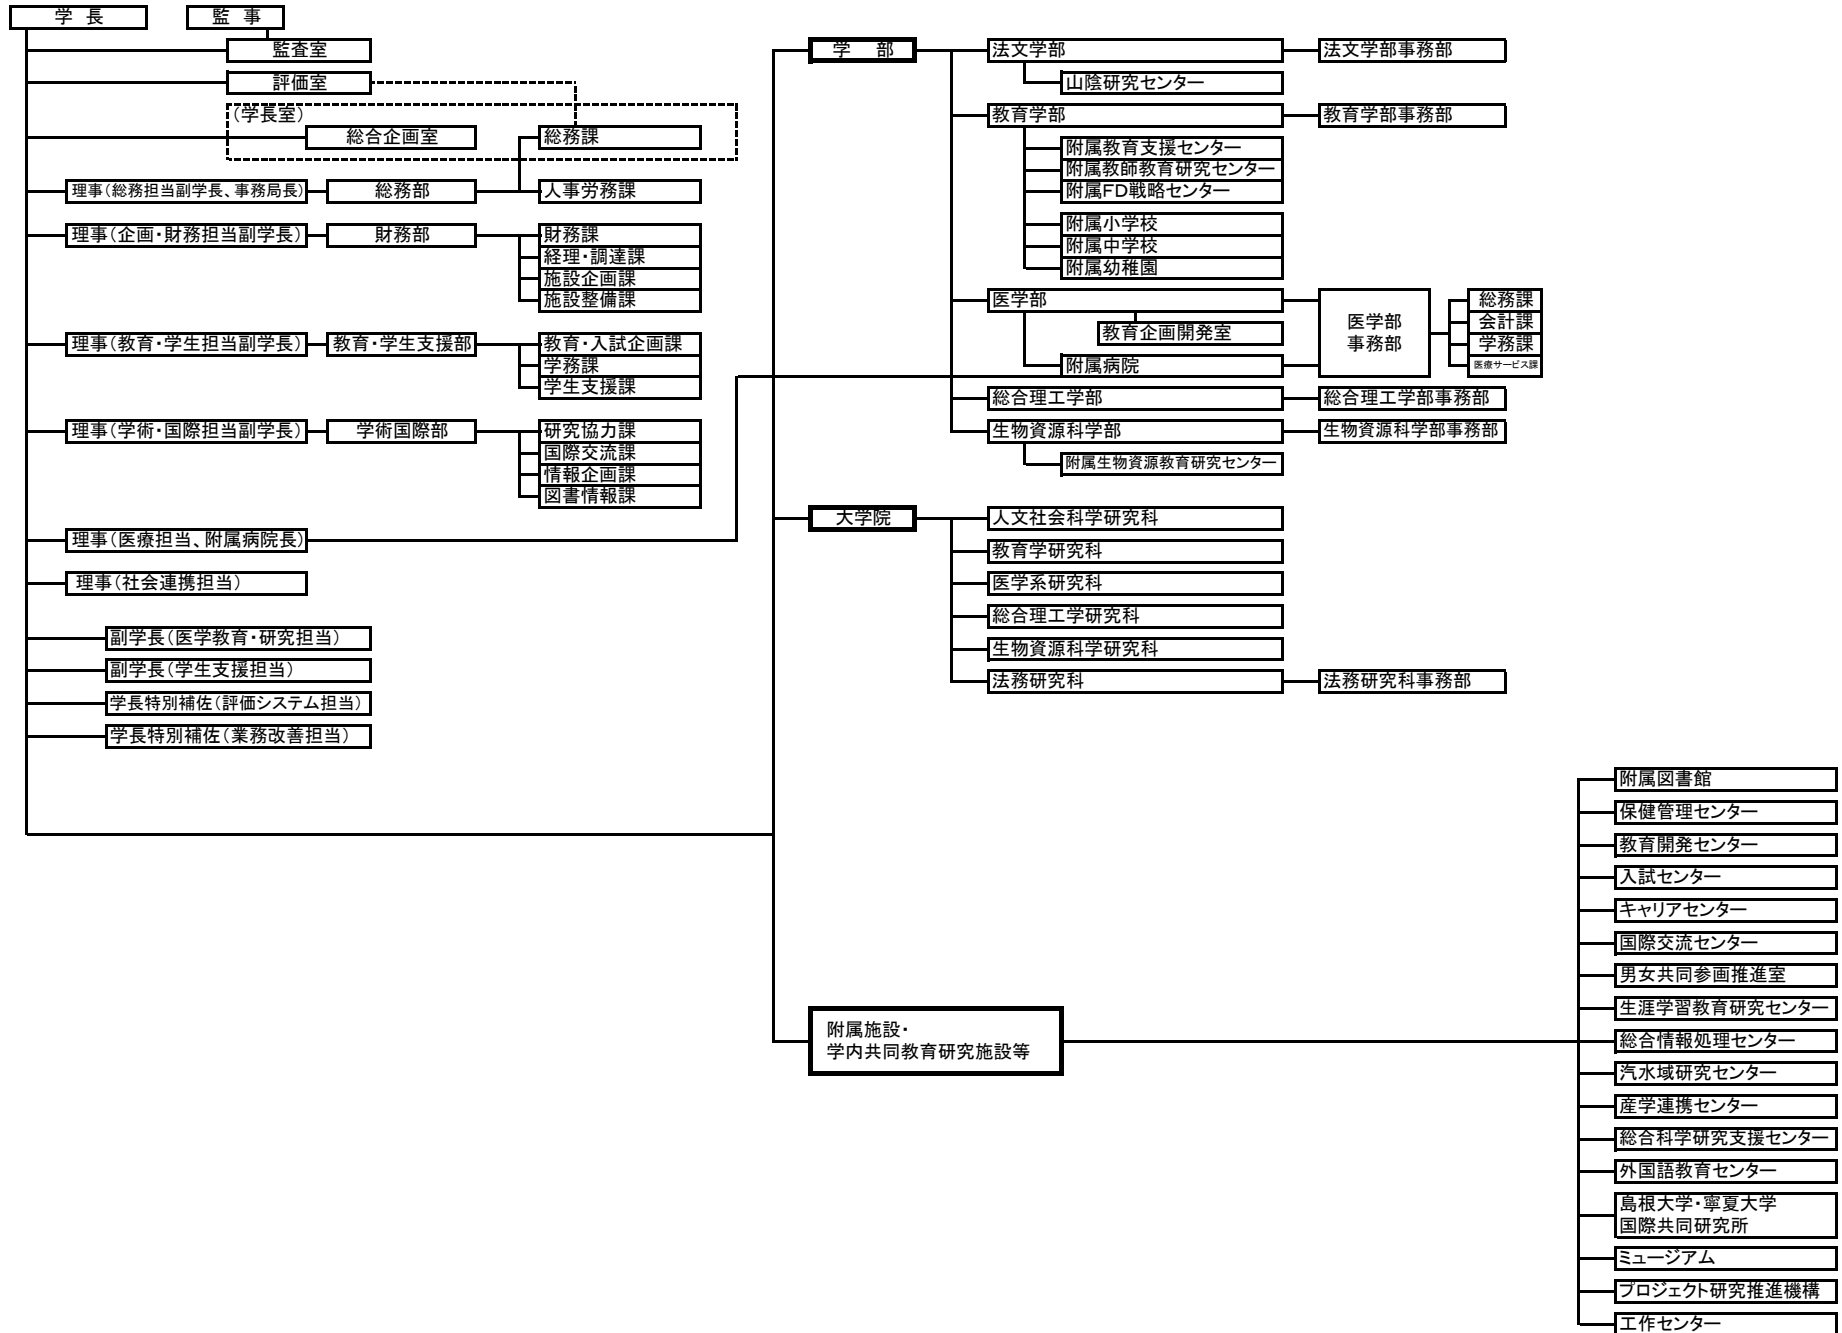 学 長
監 事
監査室
評価室
(学長室)
総合企画室
総務課
理事(総務担当副学長、事務局長)
総務部
人事労務課
理事(企画・財務担当副学長)
財務部
財務課
経理・調達課
施設企画課
施設整備課
理事(教育・学生担当副学長)
教育・学生支援部
教育・入試企画課
学務課
学生支援課
理事(学術・国際担当副学長)
学術国際部
研究協力課
国際交流課
情報企画課
図書情報課
理事(医療担当、附属病院長)
理事(社会連携担当)
副学長(医学教育・研究担当)
副学長(学生支援担当)
学長特別補佐(評価システム担当)
学長特別補佐(業務改善担当)
学 部
法文学部
法文学部事務部
山陰研究センター
教育学部
教育学部事務部
附属教育支援センター
附属教師教育研究センター
附属FD戦略センター
附属小学校
附属中学校
附属幼稚園
医学部
教育企画開発室
附属病院
医学部
事務部
総務課
会計課
学務課
医療サービス課
総合理工学部
総合理工学部事務部
生物資源科学部
生物資源科学部事務部
附属生物資源教育研究センター
大学院
人文社会科学研究科
教育学研究科
医学系研究科
総合理工学研究科
生物資源科学研究科
法務研究科
法務研究科事務部
附属施設・
学内共同教育研究施設等
附属図書館
保健管理センター
教育開発センター
入試センター
キャリアセンター
国際交流センター
男女共同参画推進室
生涯学習教育研究センター
総合情報処理センター
汽水域研究センター
産学連携センター
総合科学研究支援センター
外国語教育センター
島根大学・寧夏大学
国際共同研究所
ミュージアム
プロジェクト研究推進機構
工作センター